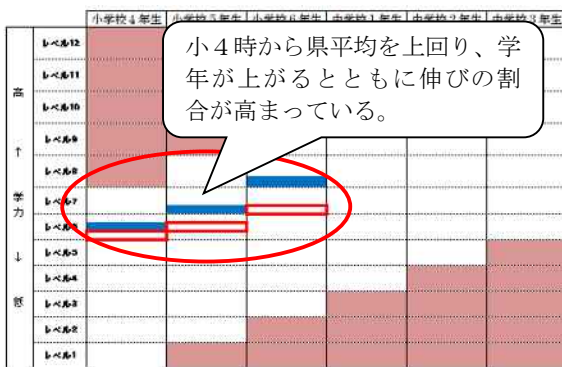 小学校4年生 小学校5年生 小学校6年生 中学校1年生 中学校2年生 中学校3年生
小４時から県平均を上回り、学
年が上がるとともに伸びの割
合が高まっている。
高
↑
学力
↓
低
レベル12
レベル11
レベル10
レベル9
レベル8
レベル7
レベル6
レベル5
レベル4
レベル3
レベル2
レベル1